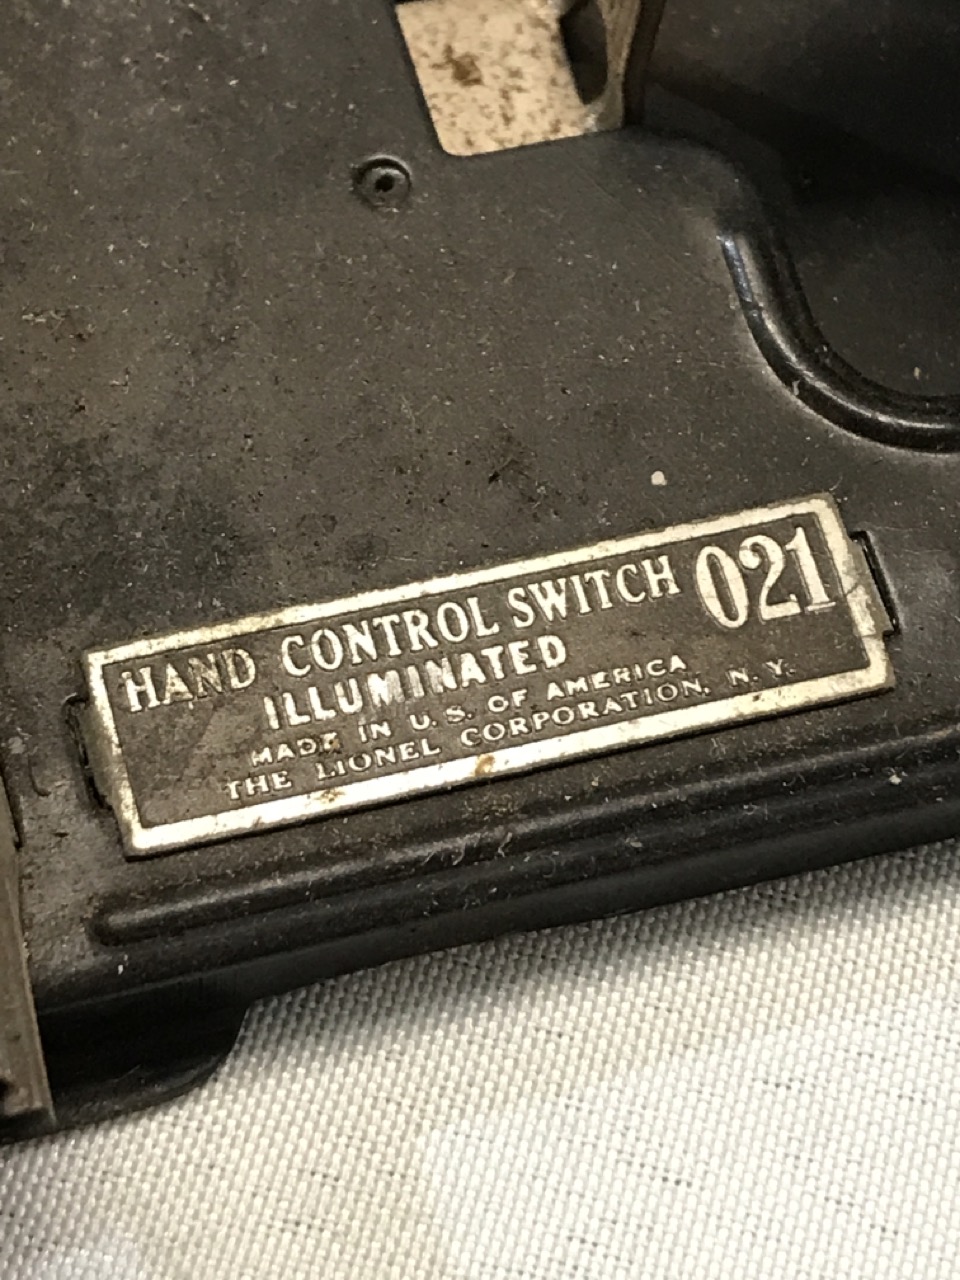 HAND CONTROL SWITCH 021
ILLUMINATED
MADE IN U.S. OF AMERICA
THE LIONEL CORPORATION, N.Y.